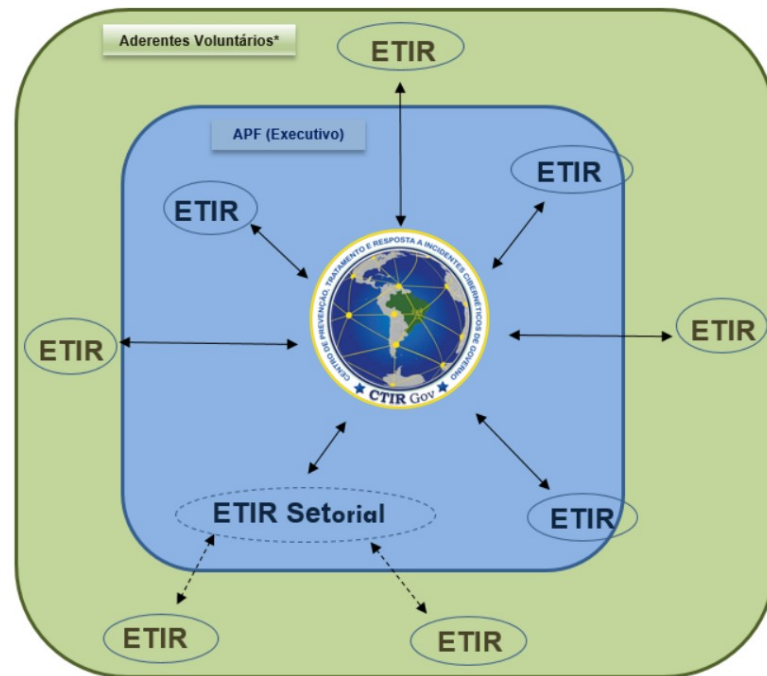 Aderentes Voluntários*
ETIR
APF (Executivo)
ETIR
ETIR
CENTRO DE PREVENÇÃO, TRATAMENTO E RESPOSTA A INCIDENTES CIBERNÉTICOS DE GOVERNO
CTIR Gov
ETIR
ETIR
ETIR Setorial
ETIR
ETIR
ETIR